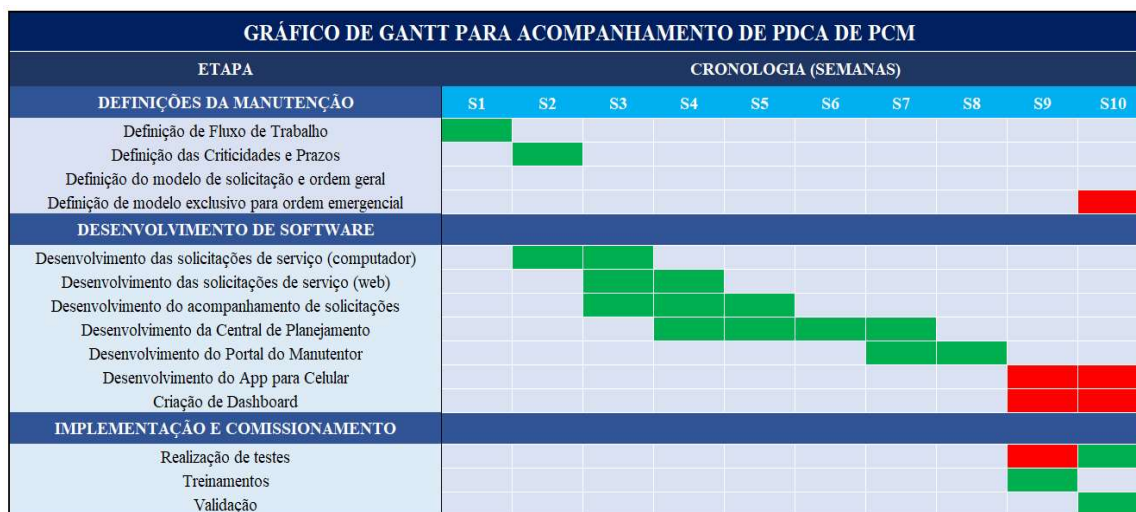 GRÁFICO DE GANTT PARA ACOMPANHAMENTO DE PDCA DE PCM
ETAPA CRONOLOGIA (SEMANAS)
DEFINIÇÕES DA MANUTENÇÃO S1 S2 S3 S4 S5 S6 S7 S8 S9 S10
Definição de Fluxo de Trabalho
Definição das Criticidades e Prazos
Definição do modelo de solicitação e ordem geral
Definição de modelo exclusivo para ordem emergencial
DESENVOLVIMENTO DE SOFTWARE
Desenvolvimento das solicitações de serviço (computador)
Desenvolvimento das solicitações de serviço (web)
Desenvolvimento do acompanhamento de solicitações
Desenvolvimento da Central de Planejamento
Desenvolvimento do Portal do Manutentor
Desenvolvimento do App para Celular
Criação de Dashboard
IMPLEMENTAÇÃO E COMISSIONAMENTO
Realização de testes
Treinamentos
Validação